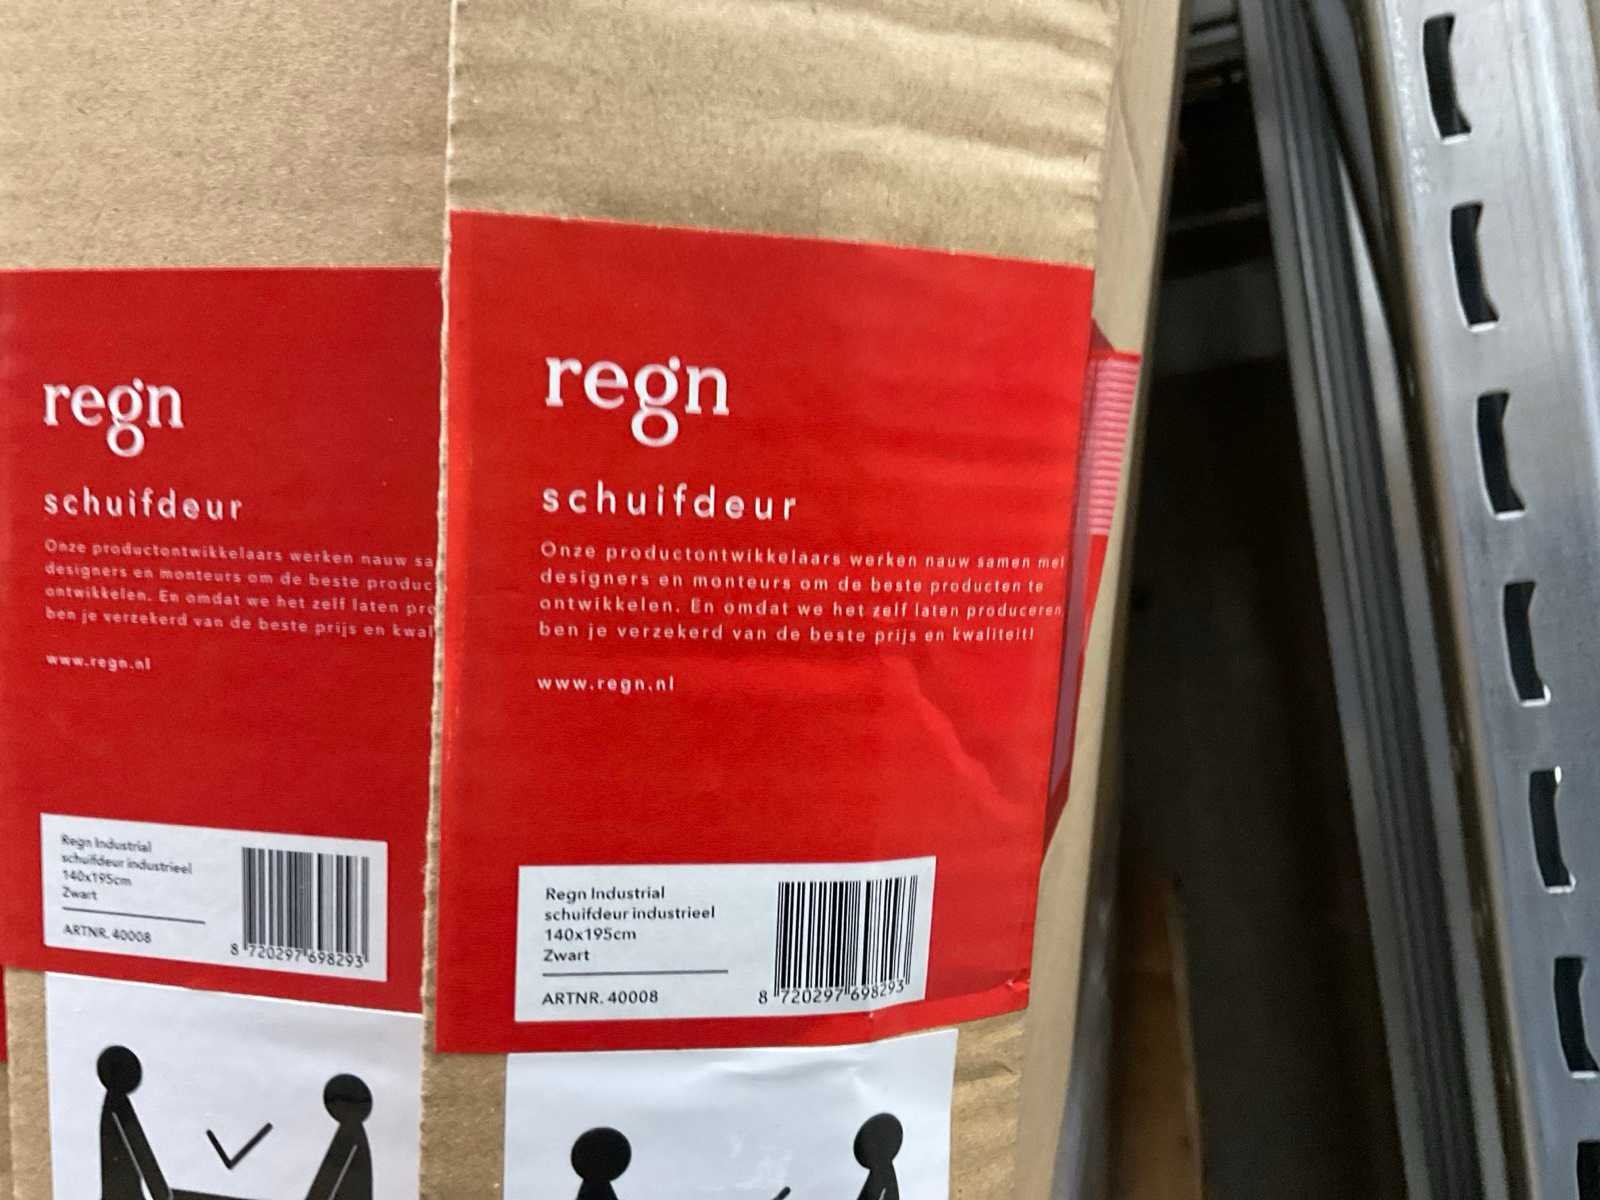 regn
schuifdeur
Onze productontwikkelaars werken nauw
designers en monteurs om de beste
ontwikkelen. En omdat we het zelf laten
ben je verzekerd van de beste prijs en
www.regn.nl
Regn Industrial
schuifdeur industrieel
140x195cm
Zwart
ARTNR. 40008
8 720297 698293
regn
schuifdeur
Onze productontwikkelaars werken nauw samen met
designers en monteurs om de beste producten te
ontwikkelen. En omdat we het zelf laten produceren,
ben je verzekerd van de beste prijs en kwaliteit!
www.regn.nl
Regn Industrial
schuifdeur industrieel
140x195cm
Zwart
ARTNR. 40008
8 720297 698293